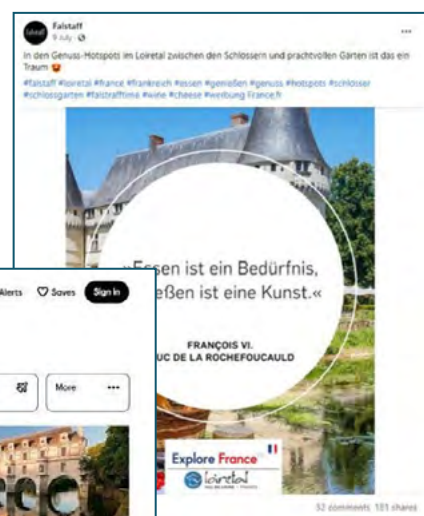 Falstaff
9 July
In den Genuss-Hotspots im Loiretal zwischen den Schlössern und prachtvollen Gärten ist das ein
Traum
#falstaff #loiretal #france #frankreich #essen #genießen #genuss #hotspots #schlösser
#schlossgarten #falstafftime #wine #cheese #werbung France.fr
»Essen ist ein Bedürfnis,
eßen ist eine Kunst.«
FRANÇOIS VI.
UC DE LA ROCHEFOUCAULD
Explore France
loiretal
52 comments 181 shares
Alerts Saves Sign in
More